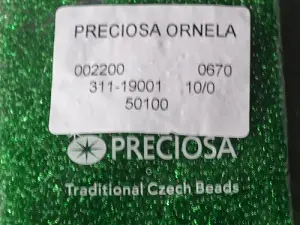 PRECIOSA ORNELA
002200 0670
311-19001 10/0
50100
PRECIOSA
Traditional Czech Beads